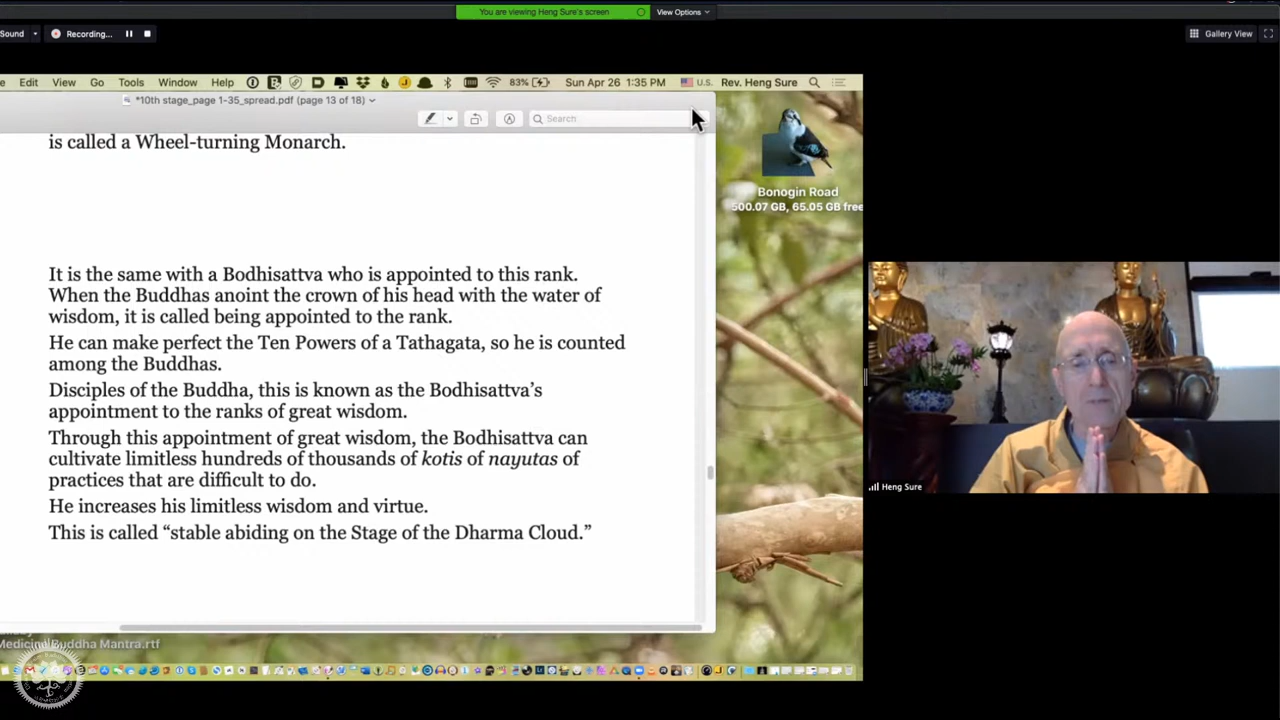 You are viewing Heng Sure's screen
View Options
Sound
Recording...
Gallery View
Edit View Go Tools Window Help
83%
Sun Apr 26 1:35 PM
U.S.
Rev. Heng Sure
*10th stage_page 1-35_spread.pdf (page 13 of 18)
Search
is called a Wheel-turning Monarch.
Bonogin Road
500.07 GB, 65.05 GB free
It is the same with a Bodhisattva who is appointed to this rank.
When the Buddhas anoint the crown of his head with the water of
wisdom, it is called being appointed to the rank.
He can make perfect the Ten Powers of a Tathagata, so he is counted
among the Buddhas.
Disciples of the Buddha, this is known as the Bodhisattva’s
appointment to the ranks of great wisdom.
Through this appointment of great wisdom, the Bodhisattva can
cultivate limitless hundreds of thousands of kotis of nayutas of
practices that are difficult to do.
He increases his limitless wisdom and virtue.
This is called “stable abiding on the Stage of the Dharma Cloud.”
Heng Sure
Medicine Buddha Mantra.rtf